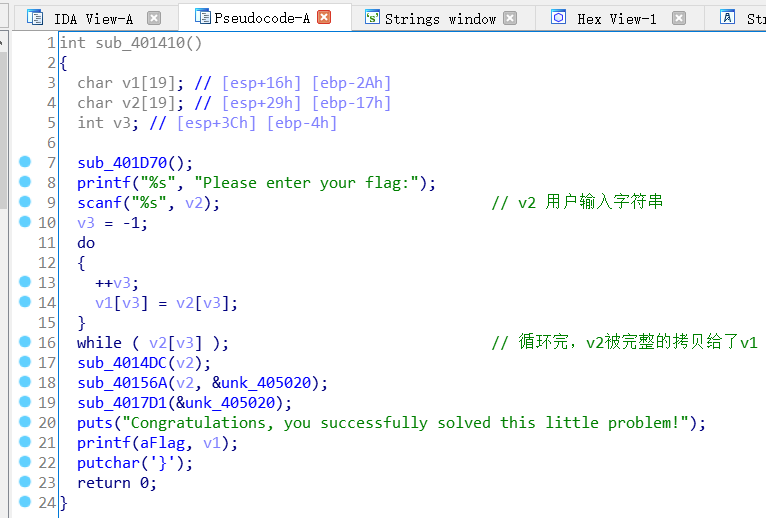 IDA View-A Pseudocode-A Strings window Hex View-1 A
1 int sub_401410()
2 {
3 char v1[19]; // [esp+16h] [ebp-2Ah]
4 char v2[19]; // [esp+29h] [ebp-17h]
5 int v3; // [esp+3Ch] [ebp-4h]
6
7 sub_401D70();
8 printf("%s", "Please enter your flag:");
9 scanf("%s", v2); // v2 用户输入字符串
10 v3 = -1;
11 do
12 {
13 ++v3;
14 v1[v3] = v2[v3];
15 }
16 while ( v2[v3] ); // 循环完，v2被完整的拷贝给了v1
17 sub_4014DC(v2);
18 sub_40156A(v2, &unk_405020);
19 sub_4017D1(&unk_405020);
20 puts("Congratulations, you successfully solved this little problem!");
21 printf(aFlag, v1);
22 putchar('}');
23 return 0;
24 }